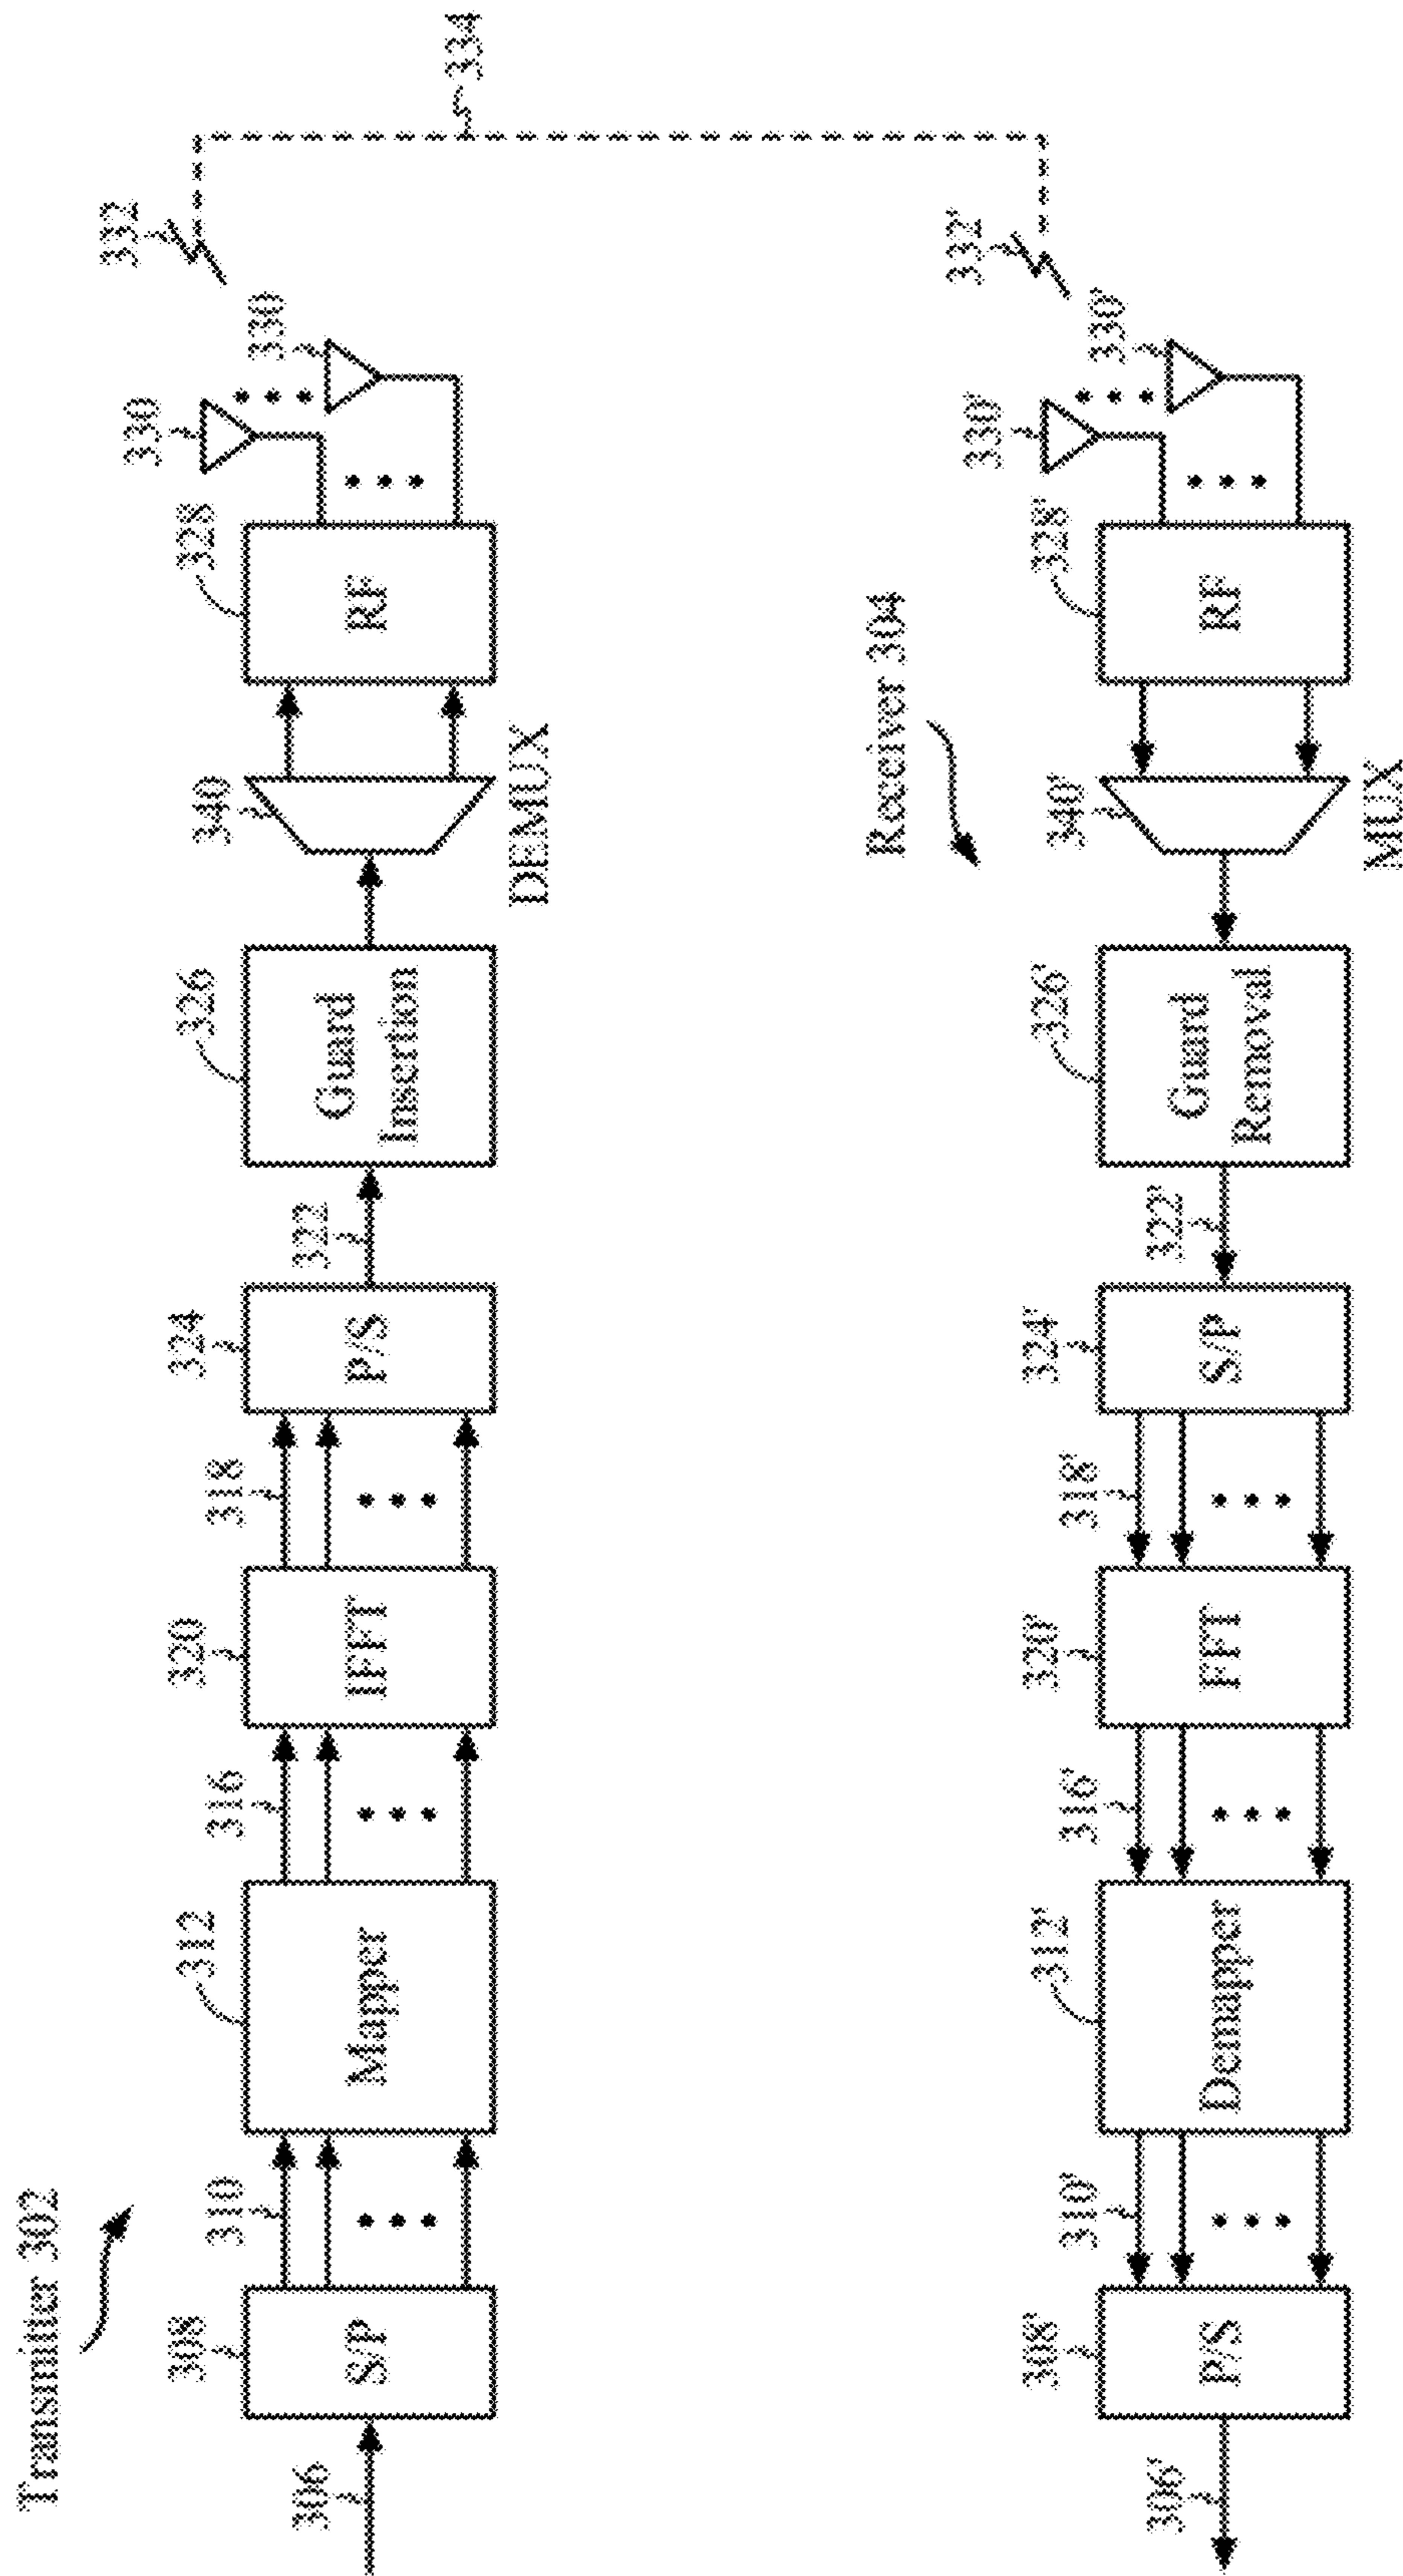 Transmitter 302
306
308
S/P
310
312
Mapper
316
320
IFFT
318
324
P/S
322
326
Guard
Insertion
340
DEMUX
328
RF
330
330
332
334
Receiver 304
306'
308'
P/S
310'
312'
Demapper
316'
320'
FFT
318'
324'
S/P
322'
326'
Guard
Removal
340'
MUX
328'
RF
330'
330'
332'